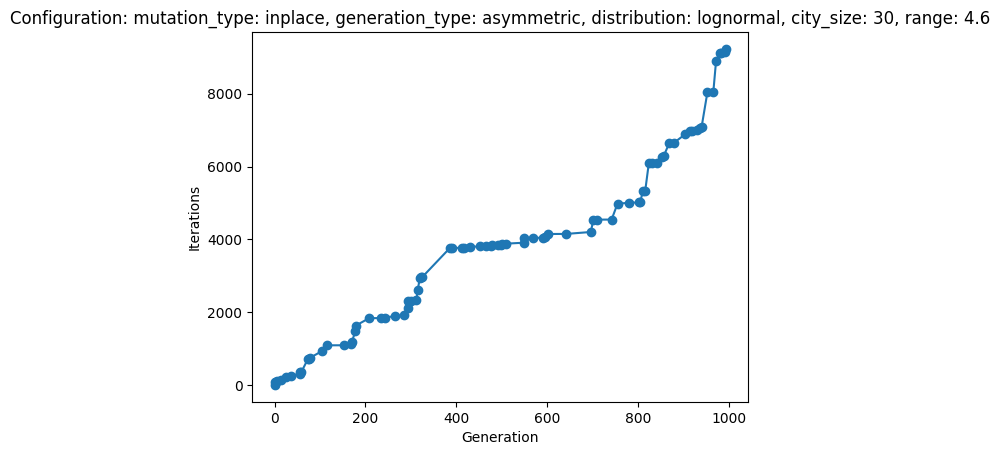 Configuration: mutation_type: inplace, generation_type: asymmetric, distribution: lognormal, city_size: 30, range: 4.6
8000
6000
4000
2000
0
Iterations
0 200 400 600 800 1000
Generation